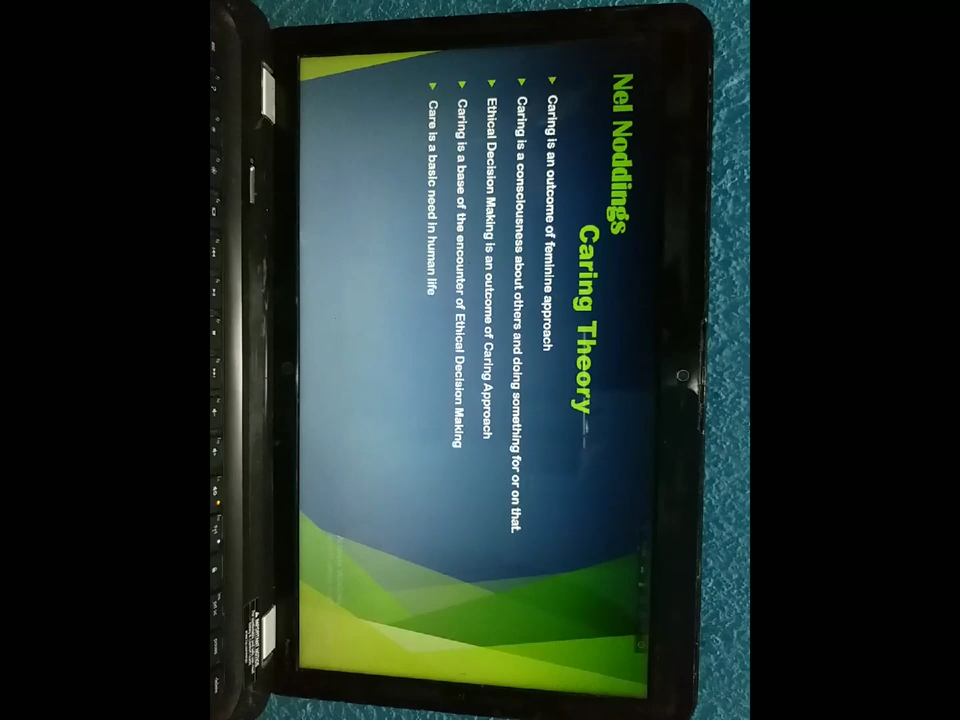 Nel Noddings
Caring Theory
Caring is an outcome of feminine approach
Caring is a consciousness about others and doing something for or on that.
Ethical Decision Making is an outcome of Caring Approach
Caring is a base of the encounter of Ethical Decision Making
Care is a basic need in human life
IMPORTANT NOTICE